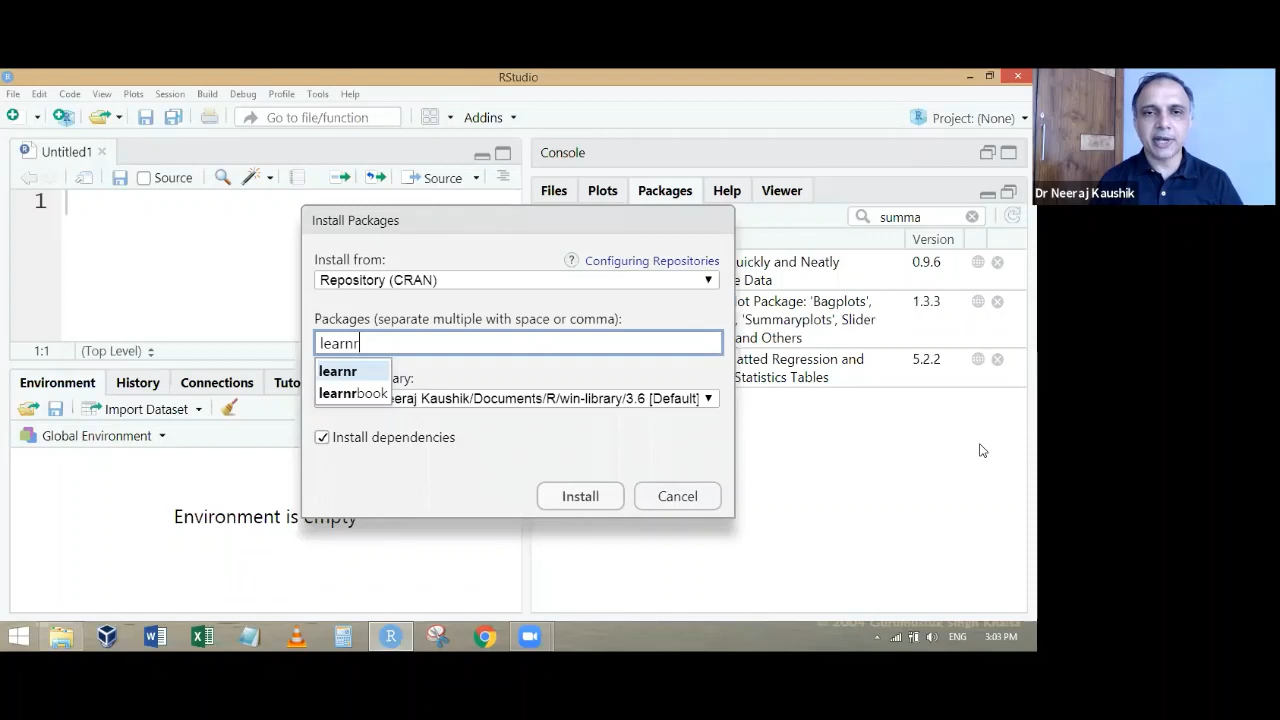 RStudio
File Edit Code View Plots Session Build Debug Profile Tools Help
Go to file/function
Addins
Project: (None)
Dr Neeraj Kaushik
Untitled1
Source
Source
1
1:1 (Top Level)
Environment History Connections Tuto
Import Dataset
Global Environment
Environment is empty
Console
Files Plots Packages Help Viewer
summa
Version
uickly and Neatly
e Data
0.9.6
ot Package: 'Bagplots',
, 'Summaryplots', Slider
and Others
1.3.3
atted Regression and
Statistics Tables
5.2.2
Install Packages
Install from:
? Configuring Repositories
Repository (CRAN)
Packages (separate multiple with space or comma):
learnr
learnr
learnrbook
ary:
eeraj Kaushik/Documents/R/win-library/3.6 [Default]
Install dependencies
Install
Cancel
ENG
3:03 PM